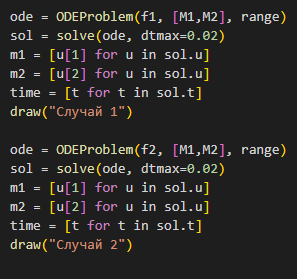 ode = ODEProblem(f1, [M1,M2], range)
sol = solve(ode, dtmax=0.02)
m1 = [u[1] for u in sol.u]
m2 = [u[2] for u in sol.u]
time = [t for t in sol.t]
draw("Случай 1")
ode = ODEProblem(f2, [M1,M2], range)
sol = solve(ode, dtmax=0.02)
m1 = [u[1] for u in sol.u]
m2 = [u[2] for u in sol.u]
time = [t for t in sol.t]
draw("Случай 2")